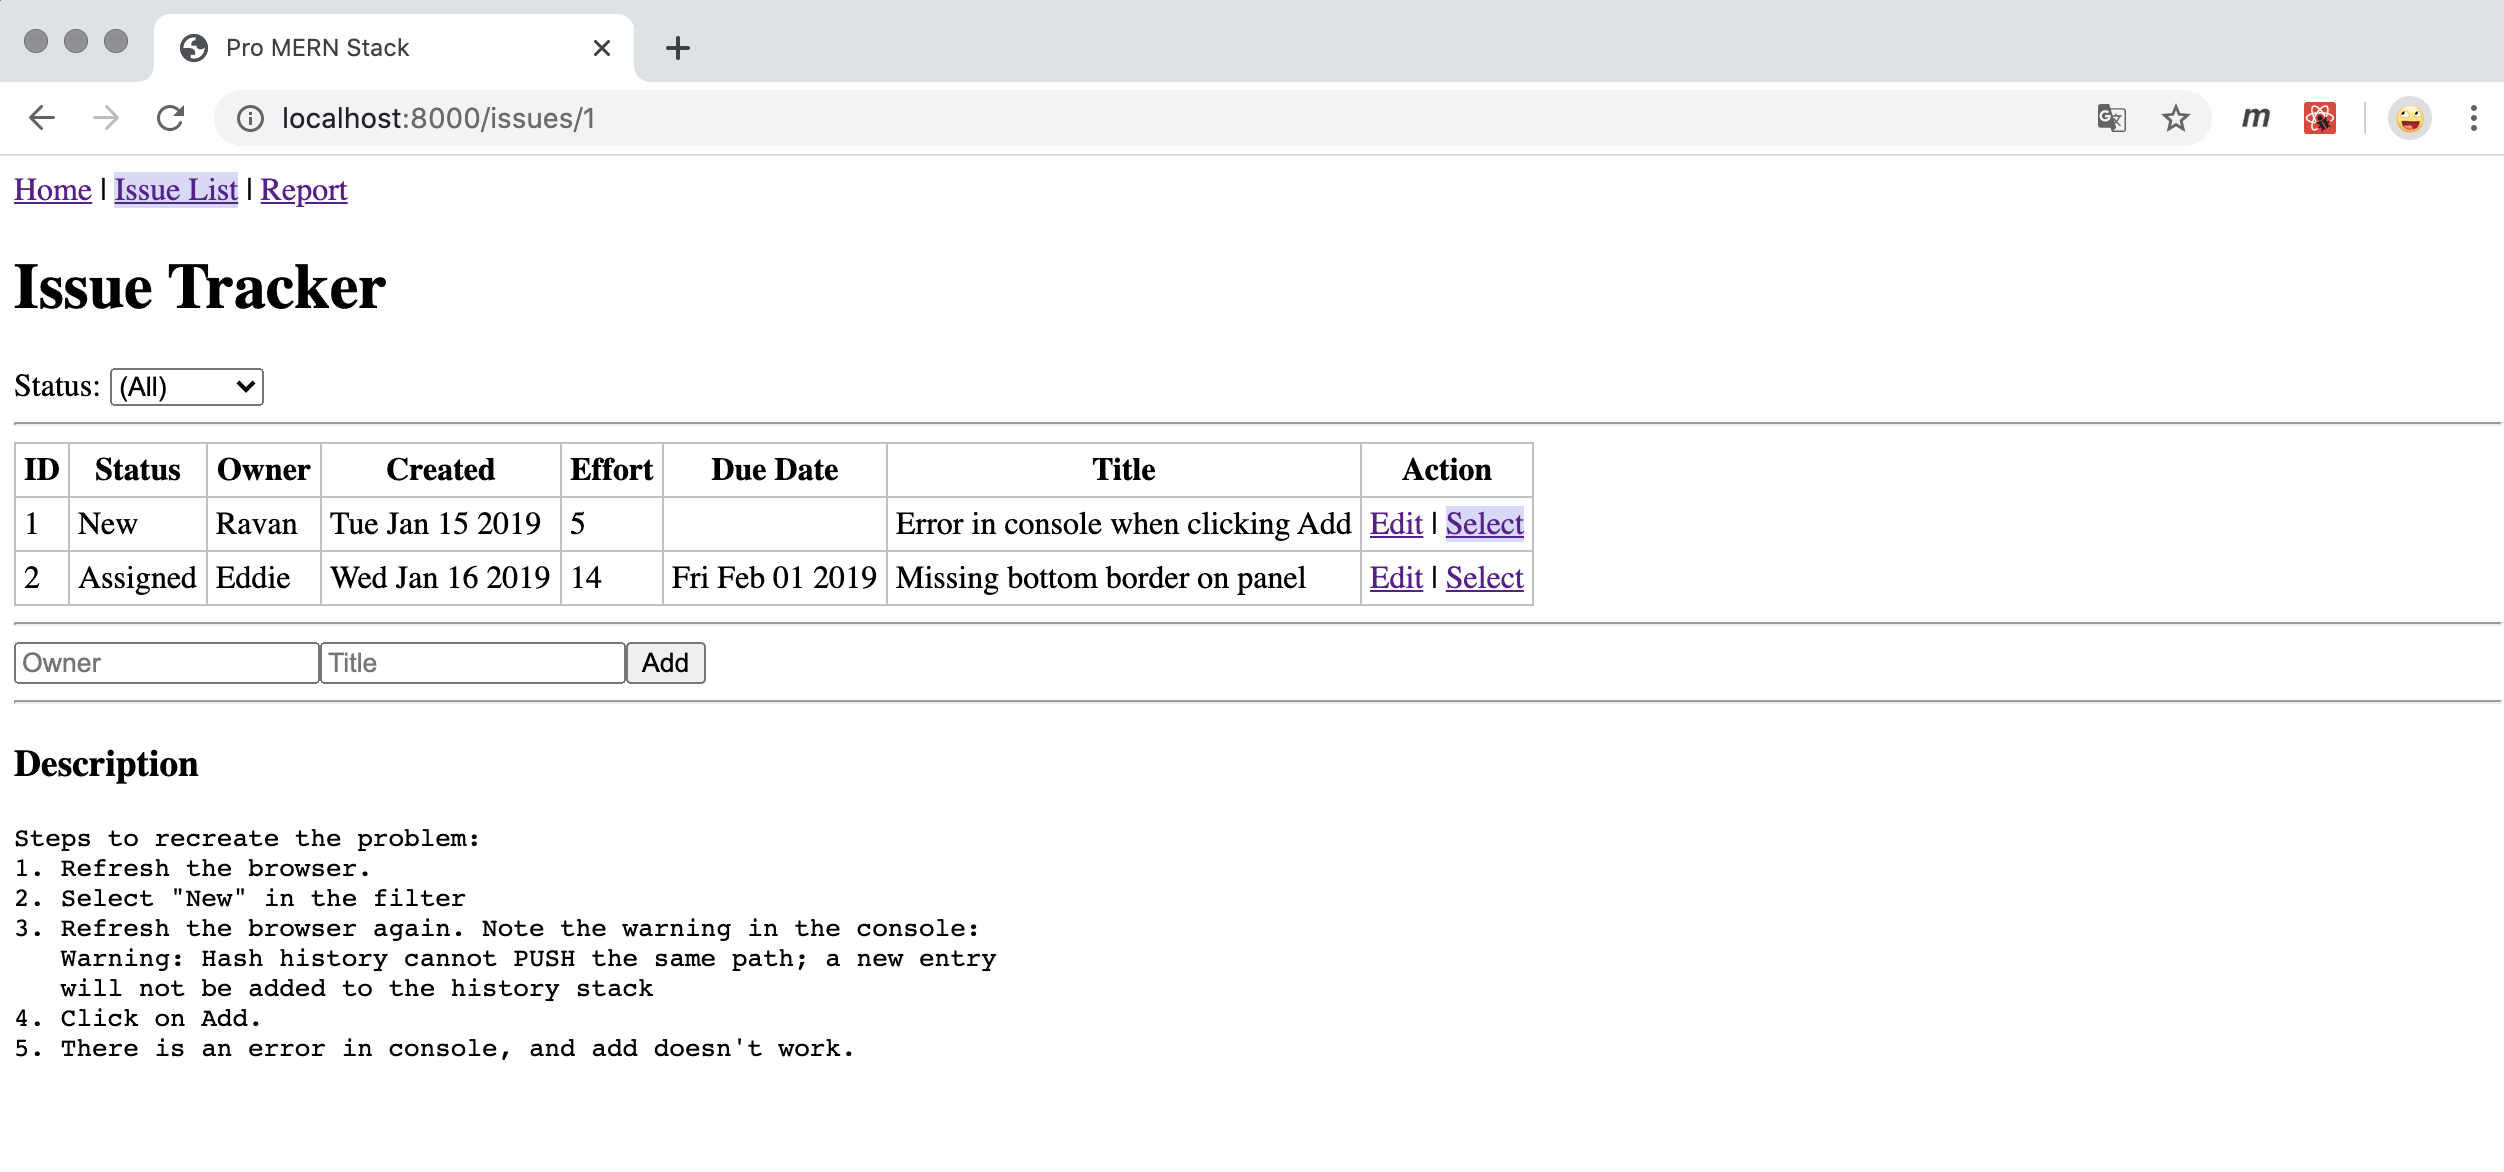 Pro MERN Stack
localhost:8000/issues/1
Home | Issue List | Report
Issue Tracker
Status: (All)
ID Status Owner Created Effort Due Date Title Action
1 New Ravan Tue Jan 15 2019 5 Error in console when clicking Add Edit | Select
2 Assigned Eddie Wed Jan 16 2019 14 Fri Feb 01 2019 Missing bottom border on panel Edit | Select
Owner Title Add
Description
Steps to recreate the problem:
1. Refresh the browser.
2. Select "New" in the filter
3. Refresh the browser again. Note the warning in the console:
Warning: Hash history cannot PUSH the same path; a new entry
will not be added to the history stack
4. Click on Add.
5. There is an error in console, and add doesn't work.